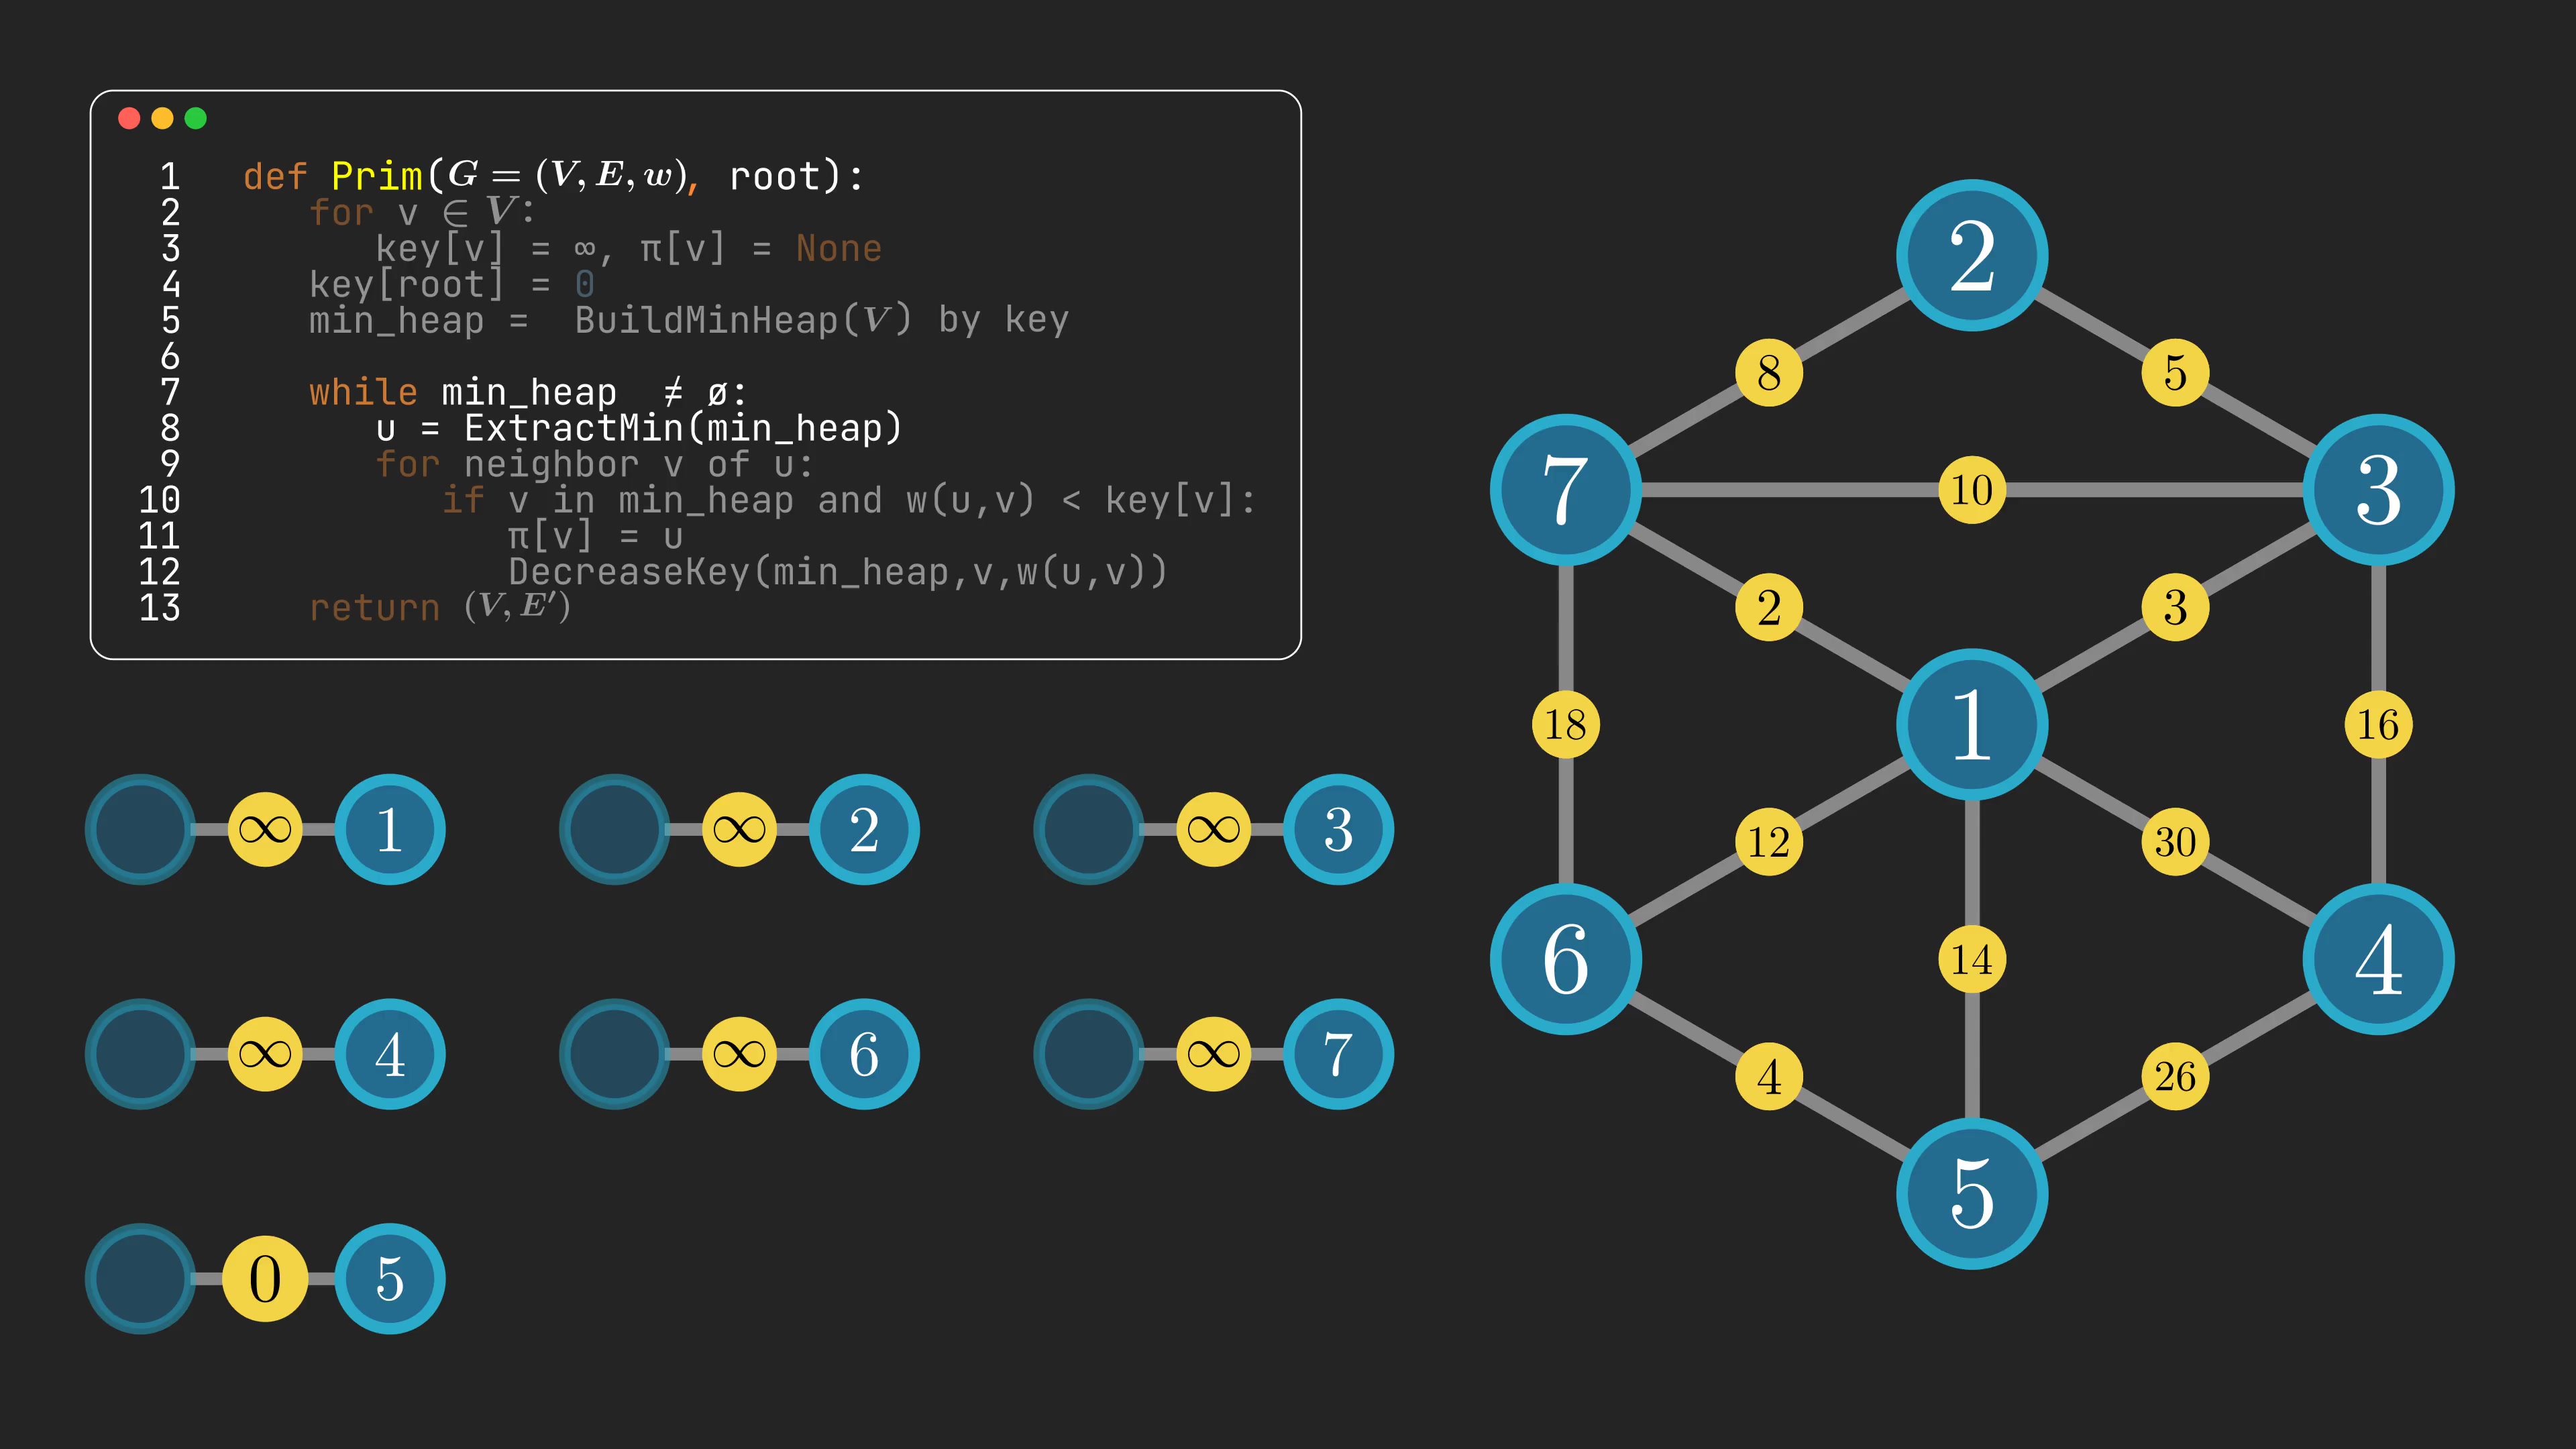 1 def Prim(G = (V, E, w), root):
2 for v ∈ V:
3 key[v] = ∞, π[v] = None
4 key[root] = 0
5 min_heap = BuildMinHeap(V) by key
6
7 while min_heap ≠ ø:
8 u = ExtractMin(min_heap)
9 for neighbor v of u:
10 if v in min_heap and w(u,v) < key[v]:
11 π[v] = u
12 DecreaseKey(min_heap,v,w(u,v))
13 return (V, E′)
∞ 1 ∞ 2 ∞ 3
∞ 4 ∞ 6 ∞ 7
0 5
2
8 5
7 10 3
2 3
18 1 16
12 30
6 14 4
4 26
5